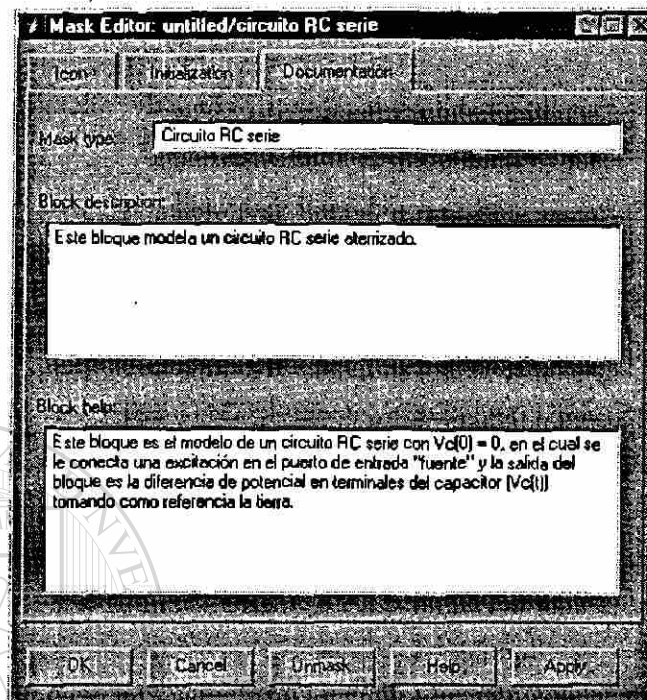 Mask Editor: untitled/circuito RC serie
Icon Initialization Documentation
Mask type: Circuito RC serie
Block description:
Este bloque modela un circuito RC serie aterrizado.
Block help:
Este bloque es el modelo de un circuito RC serie con Vc(0) = 0, en el cual se
le conecta una excitación en el puerto de entrada "fuente" y la salida del
bloque es la diferencia de potencial en terminales del capacitor (Vc(t))
tomando como referencia la tierra.
OK Cancel Unmask Help Apply